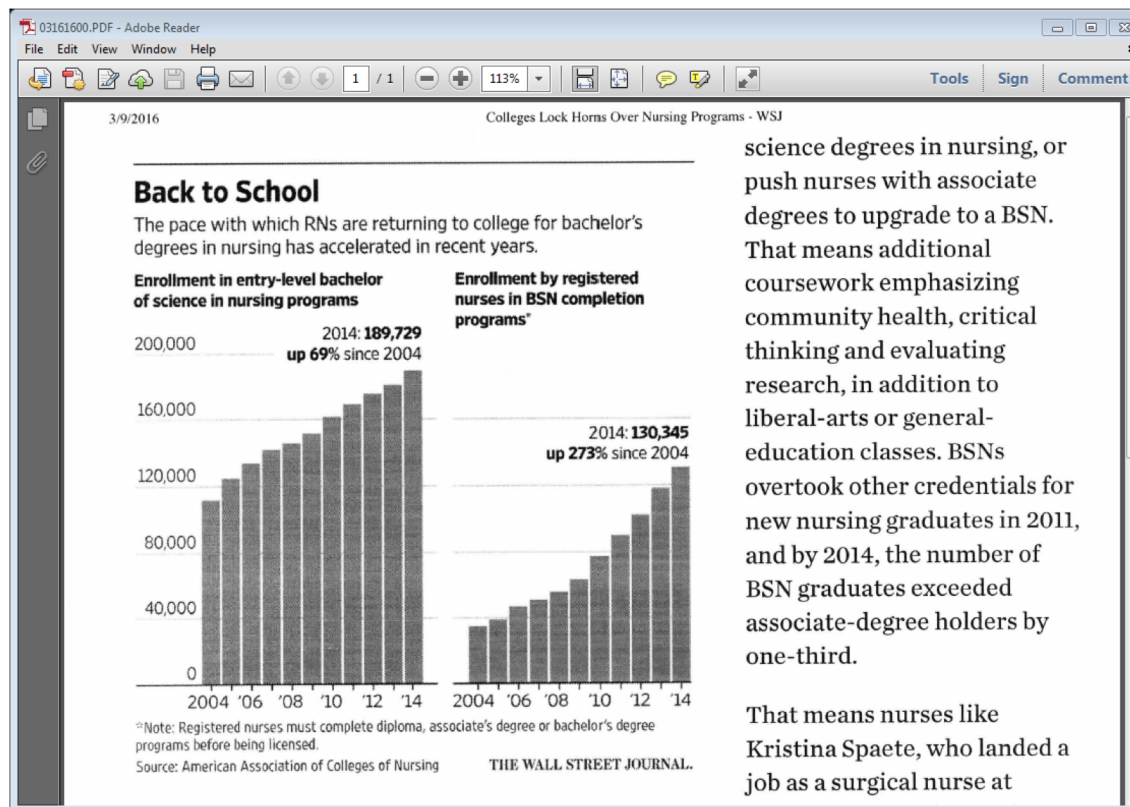 03161600.PDF - Adobe Reader
File Edit View Window Help
1 / 1
113%
Tools Sign Comment
3/9/2016
Colleges Lock Horns Over Nursing Programs - WSJ
Back to School
The pace with which RNs are returning to college for bachelor's
degrees in nursing has accelerated in recent years.
Enrollment in entry-level bachelor
of science in nursing programs
2014: 189,729
up 69% since 2004
200,000
160,000
120,000
80,000
40,000
0
2004 '06 '08 '10 '12 '14
Enrollment by registered
nurses in BSN completion
programs*
2014: 130,345
up 273% since 2004
2004 '06 '08 '10 '12 '14
*Note: Registered nurses must complete diploma, associate's degree or bachelor's degree
programs before being licensed.
Source: American Association of Colleges of Nursing
THE WALL STREET JOURNAL.
science degrees in nursing, or
push nurses with associate
degrees to upgrade to a BSN.
That means additional
coursework emphasizing
community health, critical
thinking and evaluating
research, in addition to
liberal-arts or general-
education classes. BSNs
overtook other credentials for
new nursing graduates in 2011,
and by 2014, the number of
BSN graduates exceeded
associate-degree holders by
one-third.
That means nurses like
Kristina Spaete, who landed a
job as a surgical nurse at